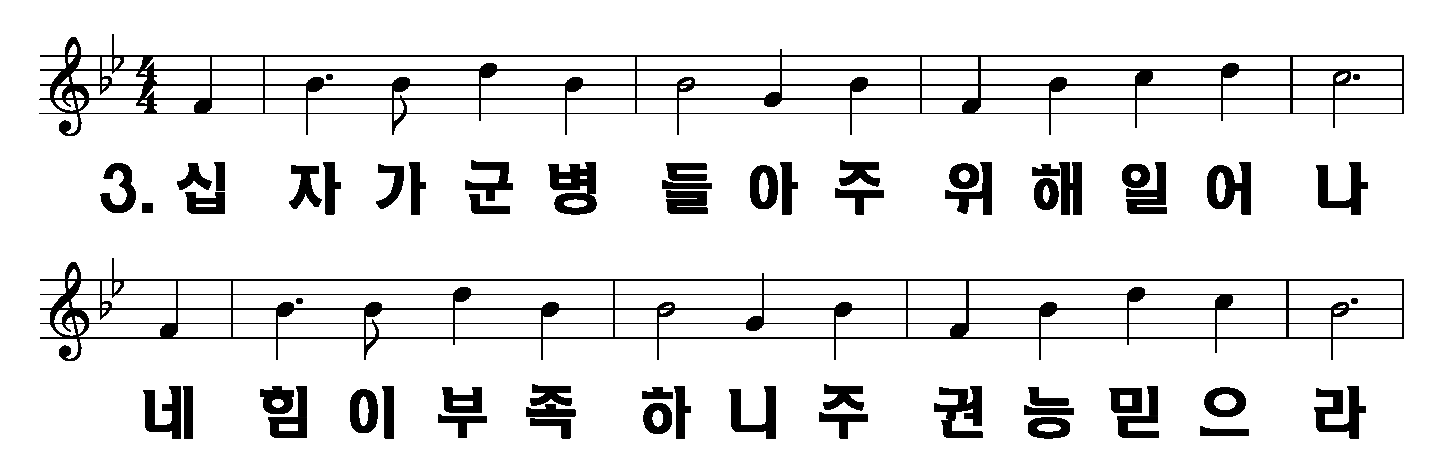 3. 십 자 가 군 병 들 아 주 위 해 일 어 나
네 힘 이 부 족 하 니 주 권 능 믿 으 라